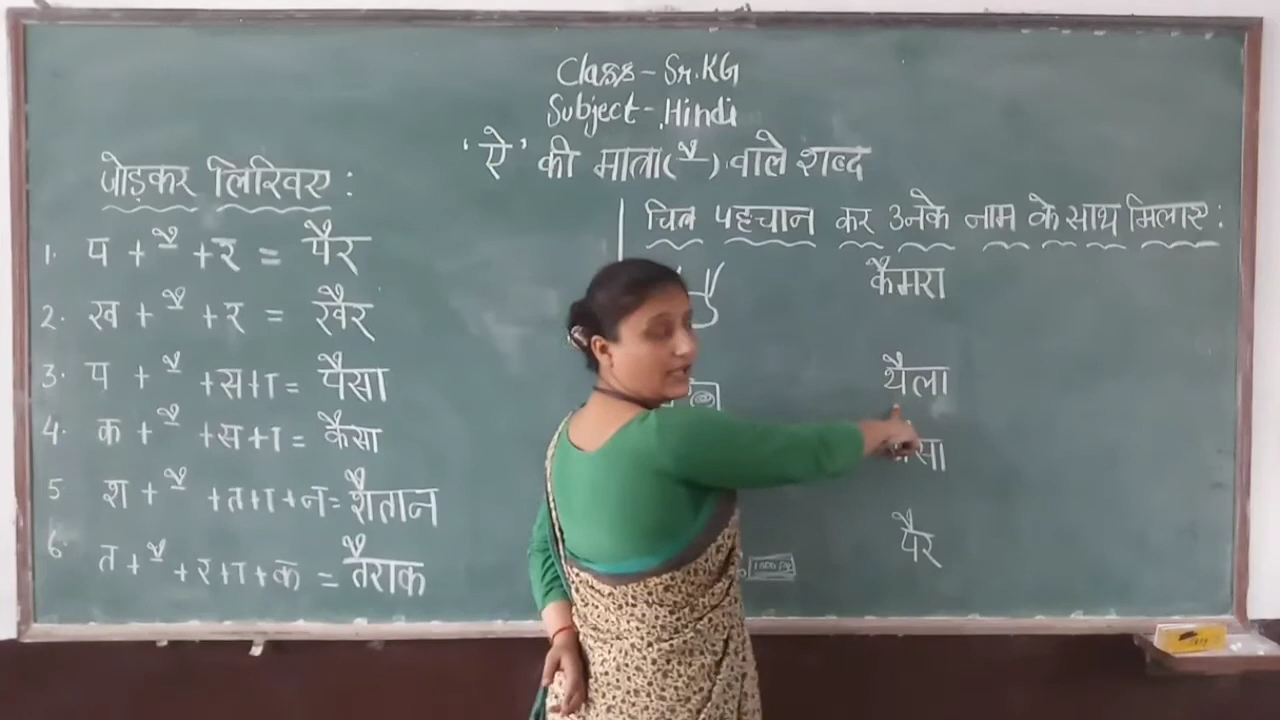 Class - Sr.KG
Subject - Hindi
'ऐ' की मात्रा ( ै ) वाले शब्द
जोड़कर लिखिए :
1. प + ै + र = पैर
2. ख + ै + र = खैर
3. प + ै + स + ा = पैसा
4. क + ै + स + ा = कैसा
5 श + ै + त + ा + न = शैतान
6. त + ै + र + ा + क = तैराक
चित्र पहचान कर उनके नाम के साथ मिलाए :
कैमरा
थैला
पैर